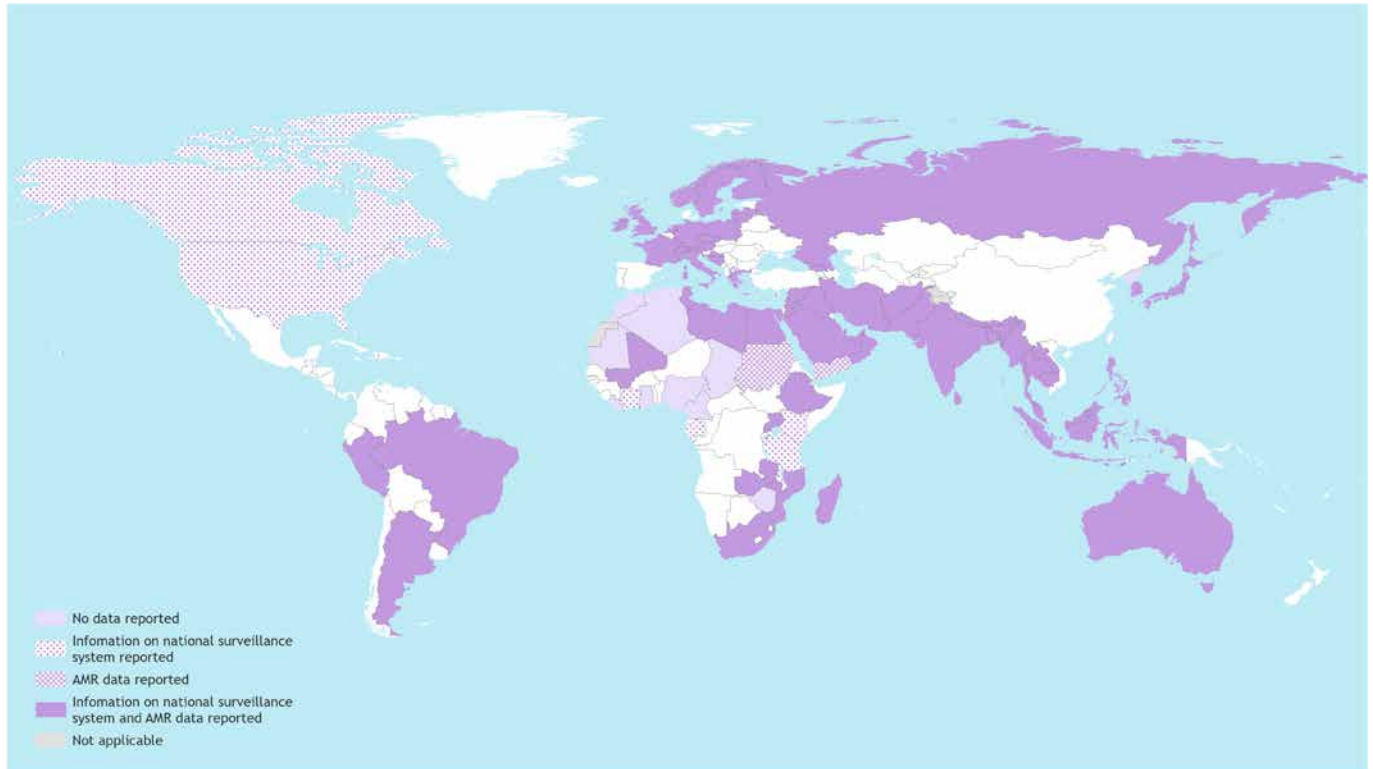 No data reported
Infomation on national surveillance
system reported
AMR data reported
Infomation on national surveillance
system and AMR data reported
Not applicable